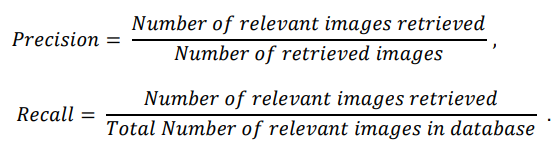 Precision = Number of relevant images retrieved / Number of retrieved images ,
Recall = Number of relevant images retrieved / Total Number of relevant images in database .